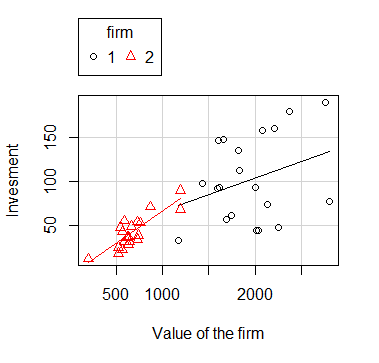 firm
1 2
Invesment
50 100 150
500 1000 2000
Value of the firm